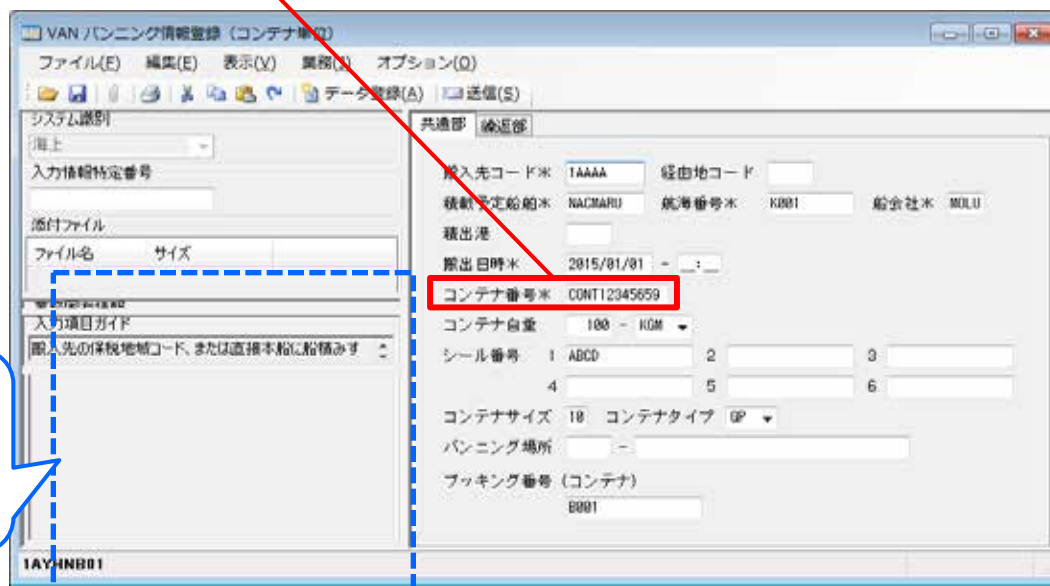 VAN バンニング情報登録（コンテナ単位）
ファイル(F) 編集(E) 表示(V) 業務(J) オプション(O)
データ登録(A) 送信(S)
システム識別
海上
入力情報特定番号
添付ファイル
ファイル名 サイズ
入力項目ガイド
搬入先の保税地域コード、または直接本船に船積みす
共通部 繰返部
搬入先コード* 1AAAA 経由地コード
積載予定船舶* NACMARU 航海番号* K001 船会社* MOLU
積出港
搬出日時* 2015/01/01 - __:__
コンテナ番号* CONT12345659
コンテナ自重 100 - KGM
シール番号 1 ABCD 2 3
4 5 6
コンテナサイズ 10 コンテナタイプ GP
バンニング場所 -
ブッキング番号 (コンテナ)
B001
1AYHNB01